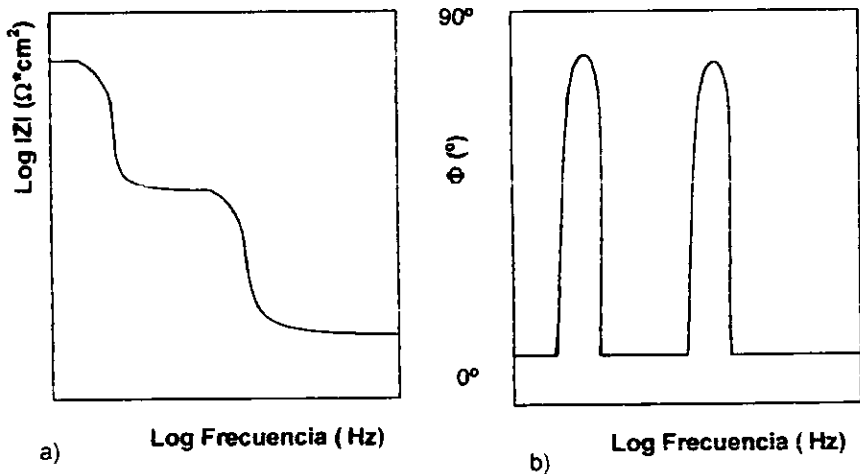 Log |Z| (Ω*cm²)
Log Frecuencia ( Hz)
a)
90º
Φ (º)
0º
Log Frecuencia ( Hz)
b)